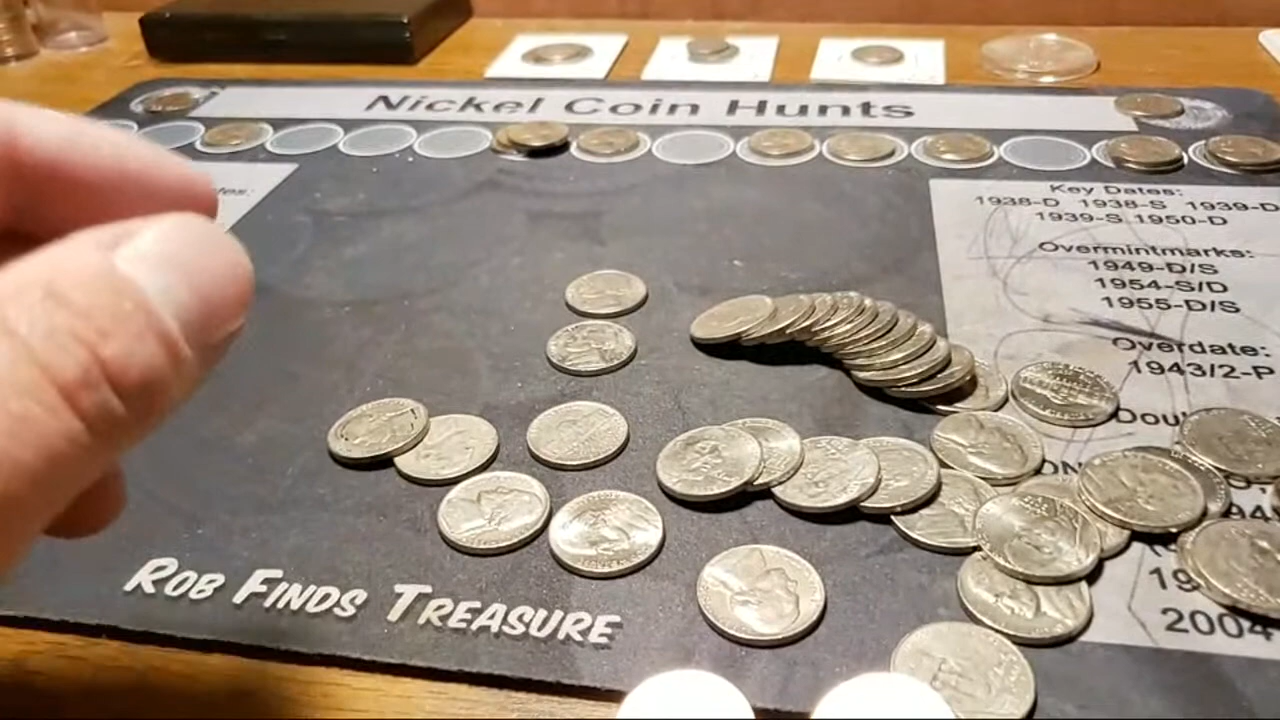 Nickel Coin Hunts
Key Dates:
1938-D 1938-S 1939-D
1939-S 1950-D
Overmintmarks:
1949-D/S
1954-S/D
1955-D/S
Overdate:
1943/2-P
2004
ROB FINDS TREASURE